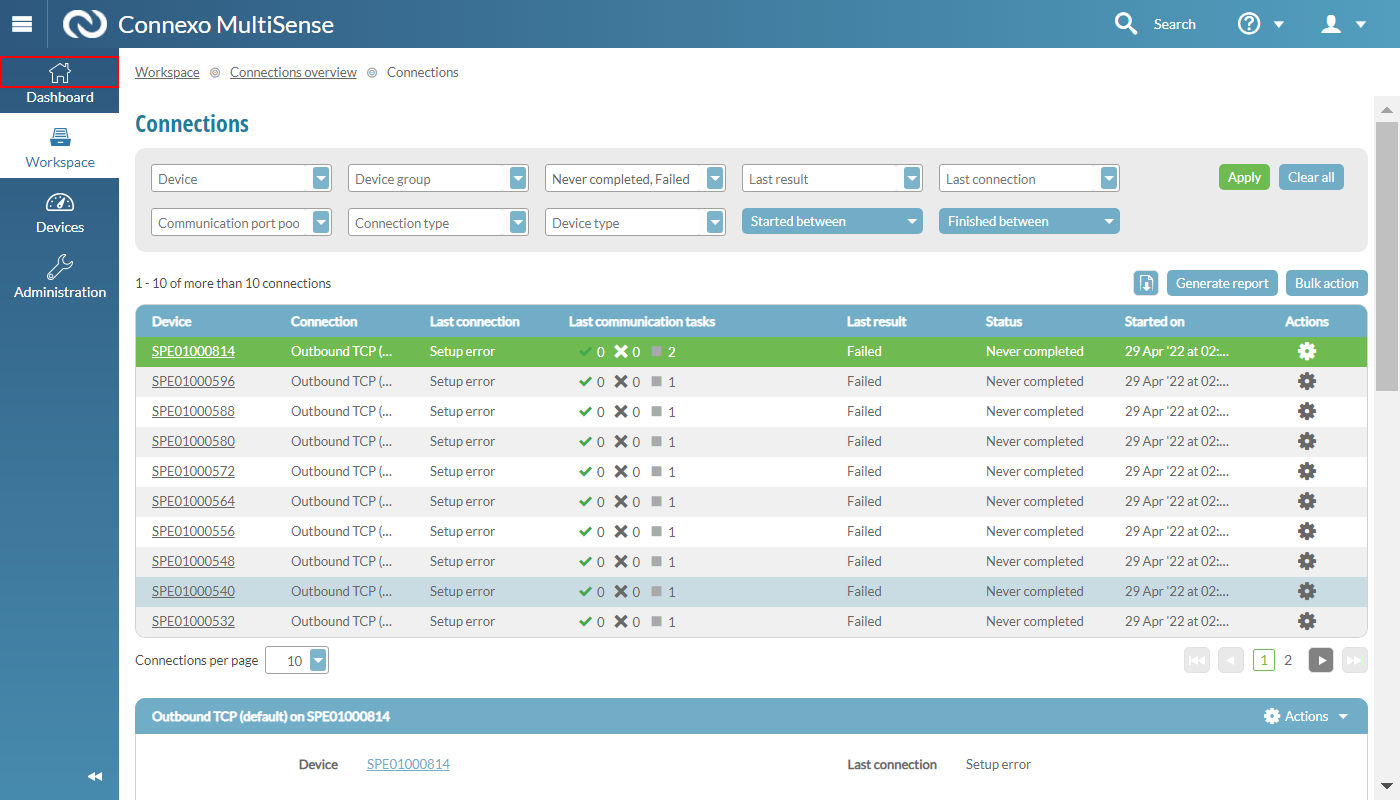 Connexo MultiSense
Search
Dashboard
Workspace
Devices
Administration
Workspace Connections overview Connections
Connections
Device Device group Never completed, Failed Last result Last connection Apply Clear all
Communication port poo Connection type Device type Started between Finished between
1 - 10 of more than 10 connections Generate report Bulk action
Device Connection Last connection Last communication tasks Last result Status Started on Actions
SPE01000814 Outbound TCP (... Setup error 0 0 2 Failed Never completed 29 Apr '22 at 02:...
SPE01000596 Outbound TCP (... Setup error 0 0 1 Failed Never completed 29 Apr '22 at 02:...
SPE01000588 Outbound TCP (... Setup error 0 0 1 Failed Never completed 29 Apr '22 at 02:...
SPE01000580 Outbound TCP (... Setup error 0 0 1 Failed Never completed 29 Apr '22 at 02:...
SPE01000572 Outbound TCP (... Setup error 0 0 1 Failed Never completed 29 Apr '22 at 02:...
SPE01000564 Outbound TCP (... Setup error 0 0 1 Failed Never completed 29 Apr '22 at 02:...
SPE01000556 Outbound TCP (... Setup error 0 0 1 Failed Never completed 29 Apr '22 at 02:...
SPE01000548 Outbound TCP (... Setup error 0 0 1 Failed Never completed 29 Apr '22 at 02:...
SPE01000540 Outbound TCP (... Setup error 0 0 1 Failed Never completed 29 Apr '22 at 02:...
SPE01000532 Outbound TCP (... Setup error 0 0 1 Failed Never completed 29 Apr '22 at 02:...
Connections per page 10 1 2
Outbound TCP (default) on SPE01000814 Actions
Device SPE01000814 Last connection Setup error